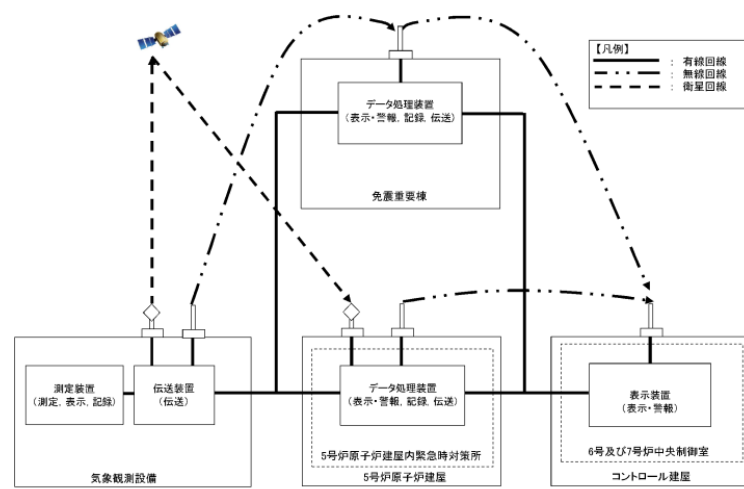 【凡例】
： 有線回線
： 無線回線
： 衛星回線
データ処理装置
（表示・警報, 記録, 伝送）
免震重要棟
測定装置
（測定, 表示, 記録）
伝送装置
（伝送）
気象観測設備
データ処理装置
（表示・警報, 記録, 伝送）
5号炉原子炉建屋内緊急時対策所
5号炉原子炉建屋
表示装置
（表示・警報）
6号及び7号炉中央制御室
コントロール建屋